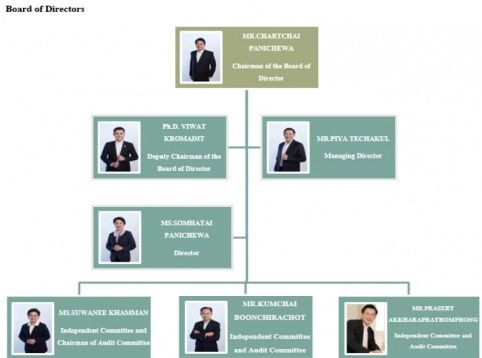 Board of Directors
MR.CHARTCHAI
PANICHEWA
Chairman of the Board of
Director
Ph.D. VIWAT
KROMADIT
Deputy Chairman of the
Board of Director
MR.PIYA TECHAKUL
Managing Director
MS.SOMHATAI
PANICHEWA
Director
MS.SUWANEE KHAMMAN
Independent Committee and
Chairman of Audit Committee
MR.KUMCHAI
BOONCHIRACHOT
Independent Committee
and Audit Committee
MR.PRASERT
AKKHARAPRATHOMPHONG
Independent Committee and
Audit Committee